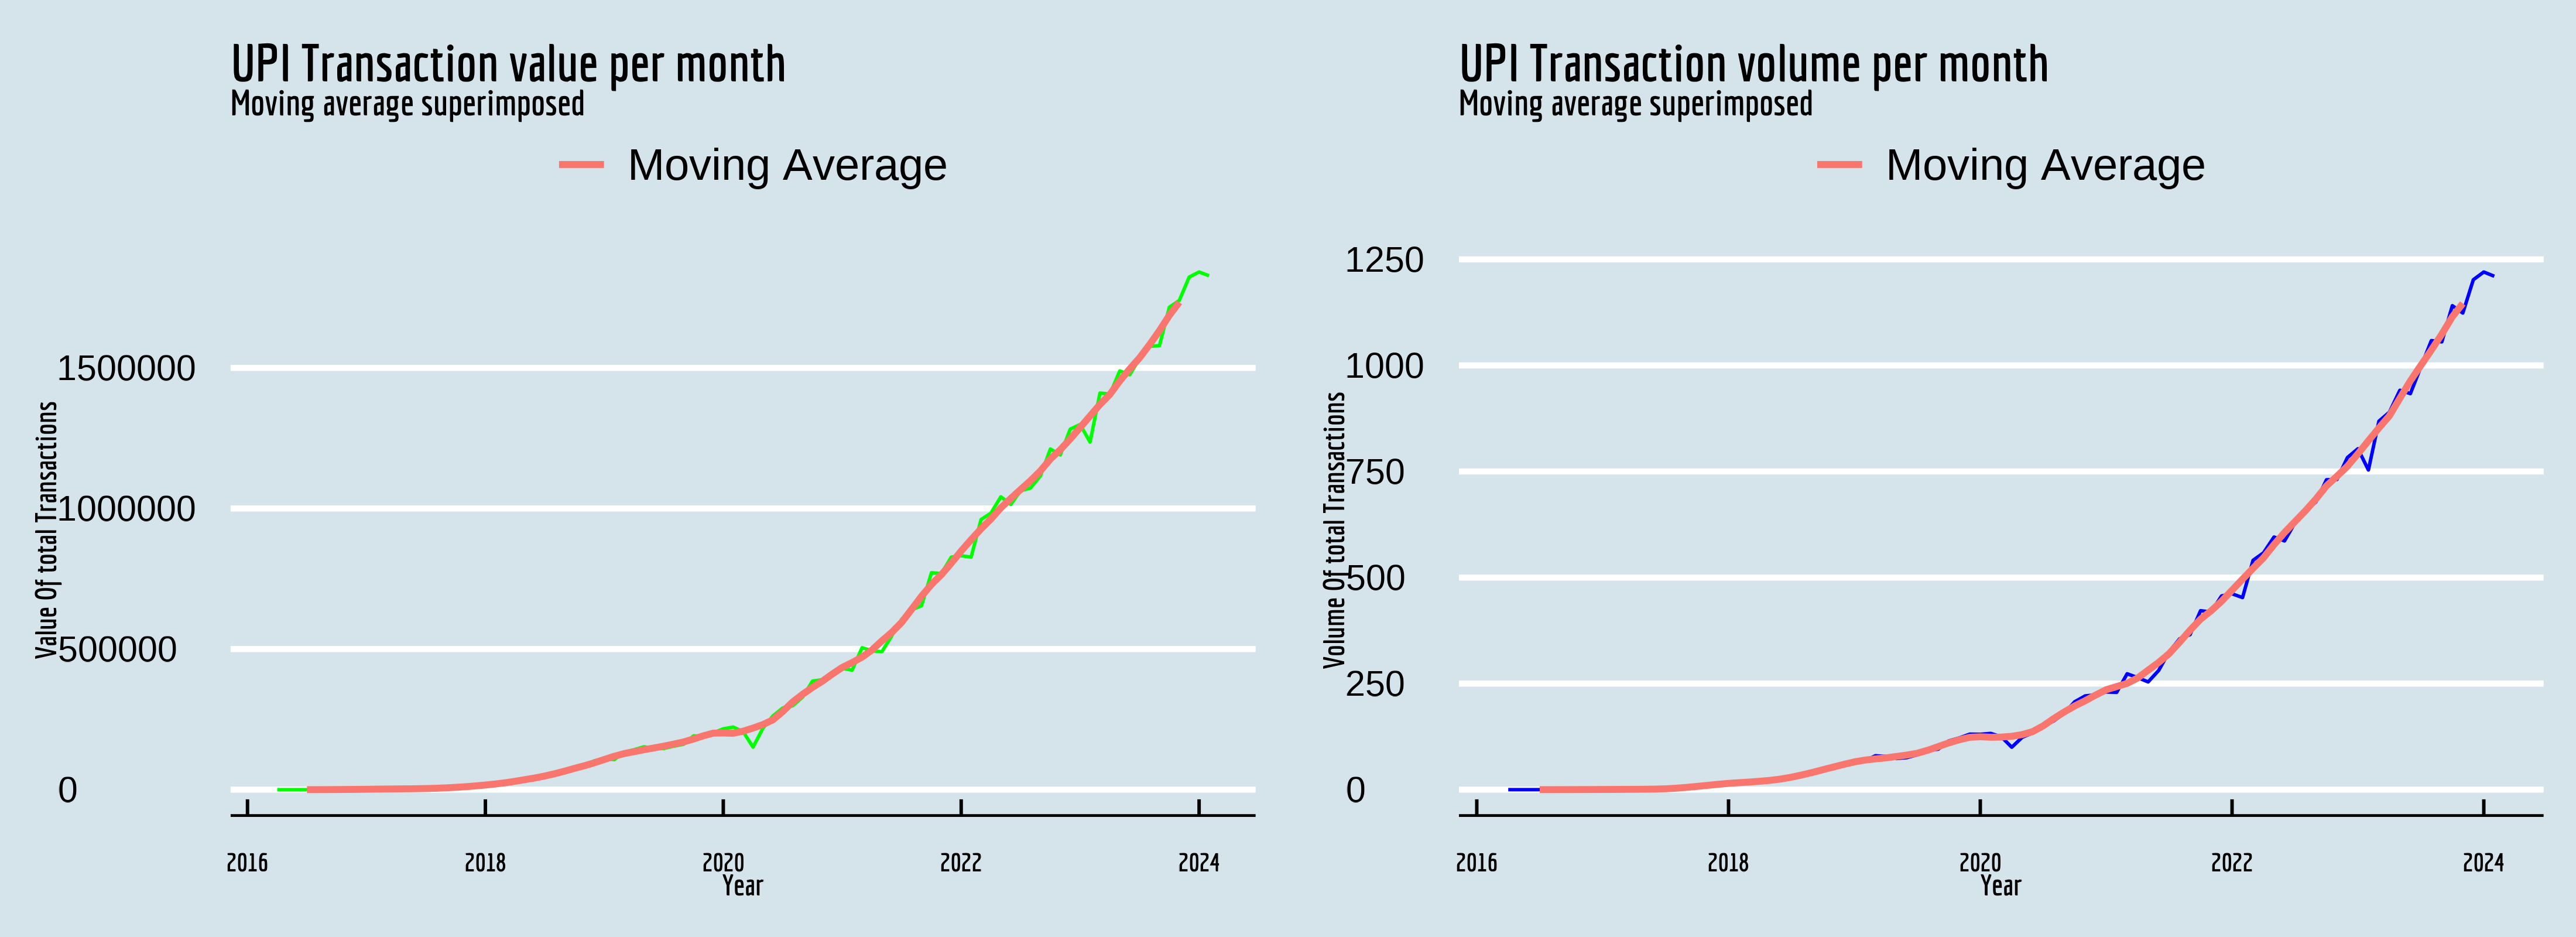 UPI Transaction value per month
Moving average superimposed
Moving Average
1500000
1000000
500000
0
Value Of total Transactions
2016
2018
2020
2022
2024
Year
UPI Transaction volume per month
Moving average superimposed
Moving Average
1250
1000
750
500
250
0
Volume Of total Transactions
2016
2018
2020
2022
2024
Year